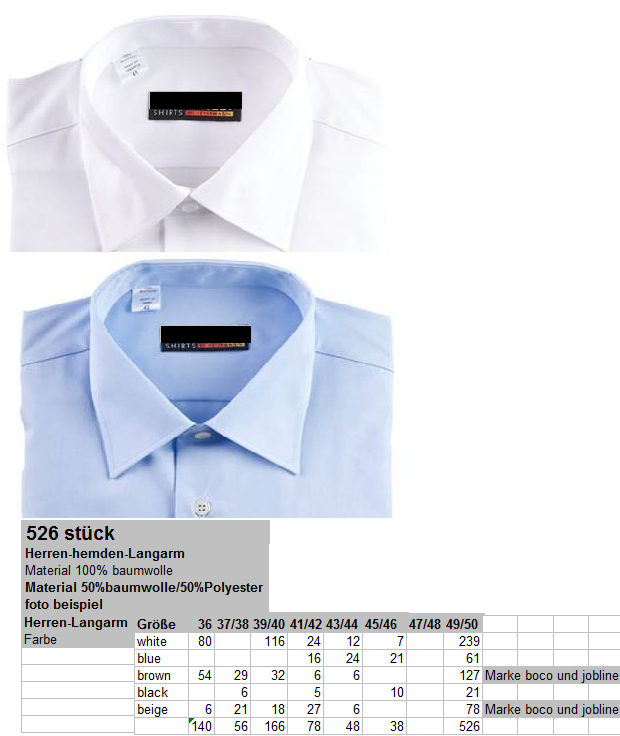 41
SHIRTS
41
SHIRTS
526 stück
Herren-hemden-Langarm
Material 100% baumwolle
Material 50%baumwolle/50%Polyester
foto beispiel
Herren-Langarm Größe 36 37/38 39/40 41/42 43/44 45/46 47/48 49/50
Farbe white 80 116 24 12 7 239
blue 16 24 21 61
brown 54 29 32 6 6 127 Marke boco und jobline
black 6 5 10 21
beige 6 21 18 27 6 78 Marke boco und jobline
140 56 166 78 48 38 526